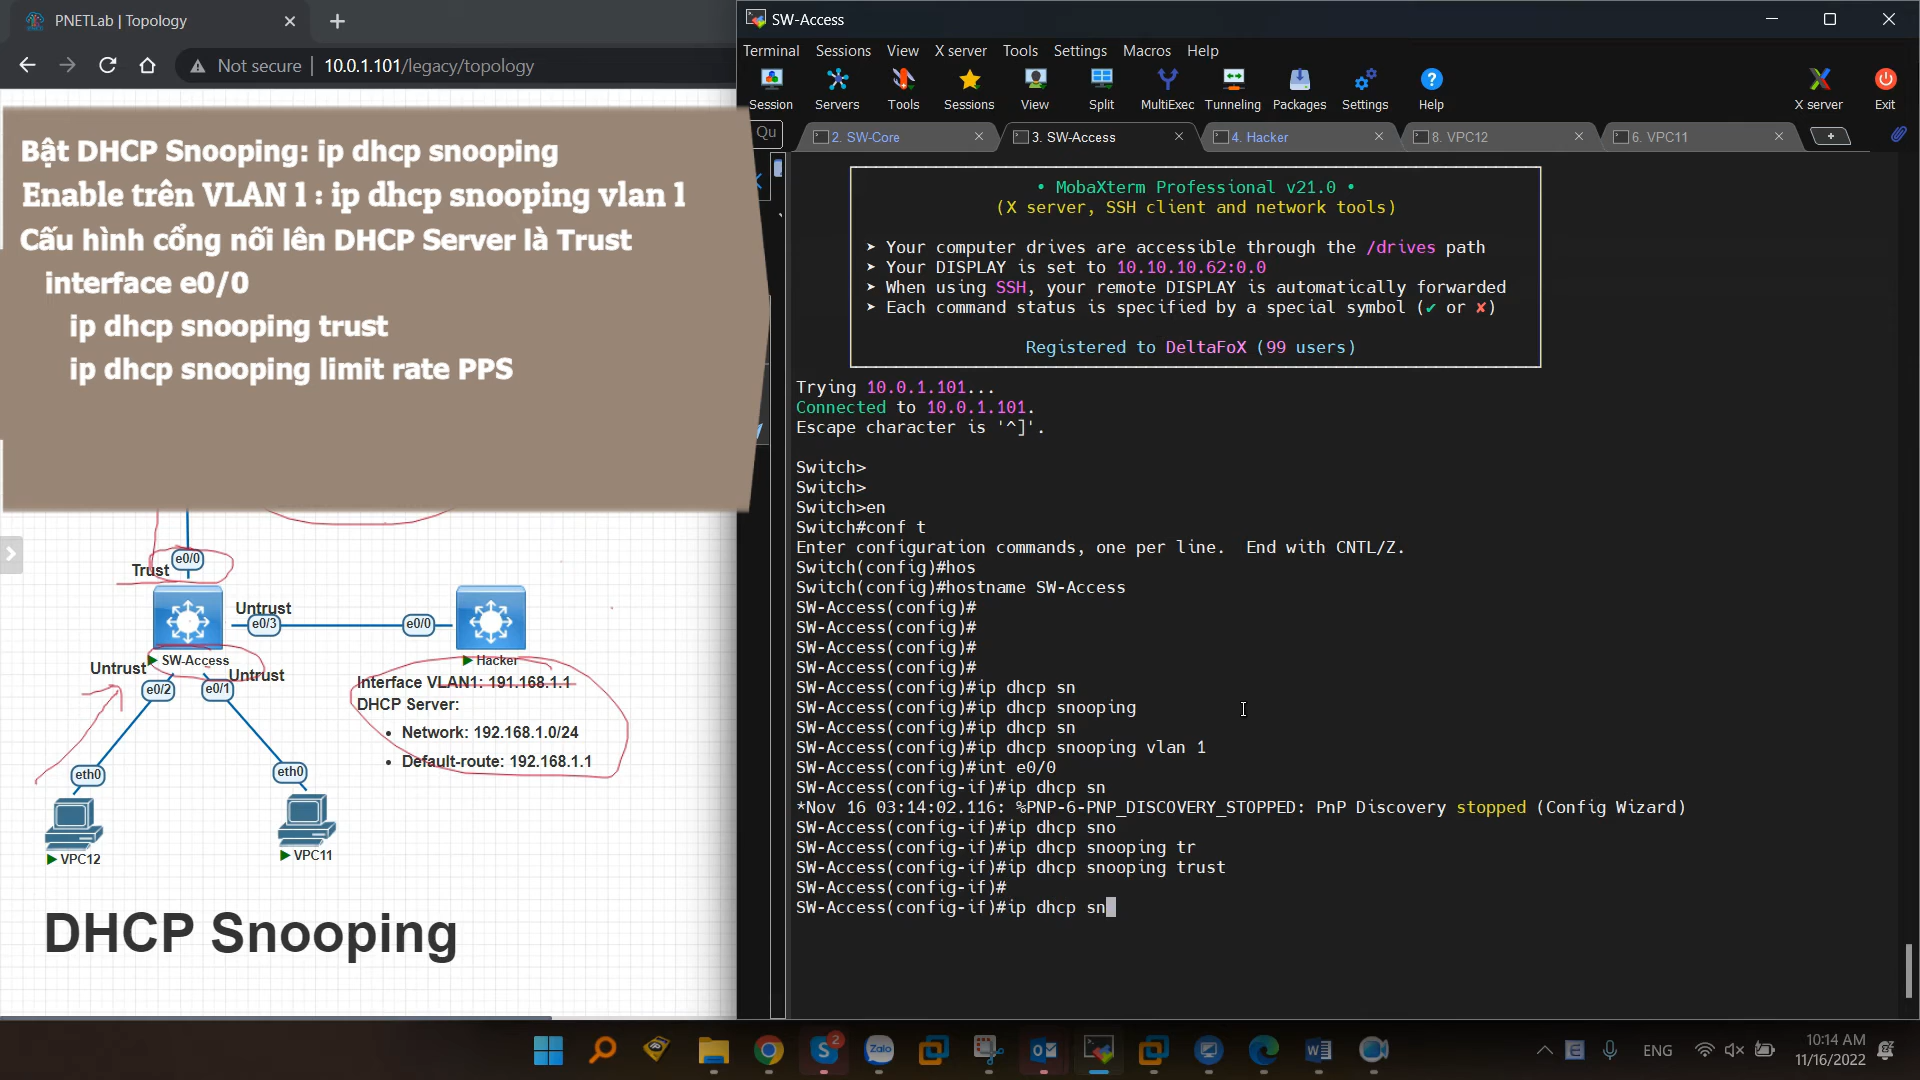 PNETLab | Topology
Not secure
10.0.1.101/legacy/topology
Bật DHCP Snooping: ip dhcp snooping
Enable trên VLAN 1 : ip dhcp snooping vlan 1
Cấu hình cổng nối lên DHCP Server là Trust
interface e0/0
ip dhcp snooping trust
ip dhcp snooping limit rate PPS
e0/0
Trust
Untrust
e0/3
e0/0
SW-Access
Hacker
Untrust
Untrust
e0/2
e0/1
Interface VLAN1: 191.168.1.1
DHCP Server:
• Network: 192.168.1.0/24
• Default-route: 192.168.1.1
eth0
eth0
VPC12
VPC11
DHCP Snooping
SW-Access
Terminal Sessions View X server Tools Settings Macros Help
Session Servers Tools Sessions View Split MultiExec Tunneling Packages Settings Help X server Exit
Qu
2. SW-Core
3. SW-Access
4. Hacker
8. VPC12
6. VPC11
• MobaXterm Professional v21.0 •
(X server, SSH client and network tools)
➤ Your computer drives are accessible through the /drives path
➤ Your DISPLAY is set to 10.10.10.62:0.0
➤ When using SSH, your remote DISPLAY is automatically forwarded
➤ Each command status is specified by a special symbol (✔ or ✘)
Registered to DeltaFoX (99 users)
Trying 10.0.1.101...
Connected to 10.0.1.101.
Escape character is '^]'.
Switch>
Switch>
Switch>en
Switch#conf t
Enter configuration commands, one per line.  End with CNTL/Z.
Switch(config)#hos
Switch(config)#hostname SW-Access
SW-Access(config)#
SW-Access(config)#
SW-Access(config)#
SW-Access(config)#
SW-Access(config)#ip dhcp sn
SW-Access(config)#ip dhcp snooping
SW-Access(config)#ip dhcp sn
SW-Access(config)#ip dhcp snooping vlan 1
SW-Access(config)#int e0/0
SW-Access(config-if)#ip dhcp sn
*Nov 16 03:14:02.116: %PNP-6-PNP_DISCOVERY_STOPPED: PnP Discovery stopped (Config Wizard)
SW-Access(config-if)#ip dhcp sno
SW-Access(config-if)#ip dhcp snooping tr
SW-Access(config-if)#ip dhcp snooping trust
SW-Access(config-if)#
SW-Access(config-if)#ip dhcp sn
2
Zalo
ENG
10:14 AM
11/16/2022